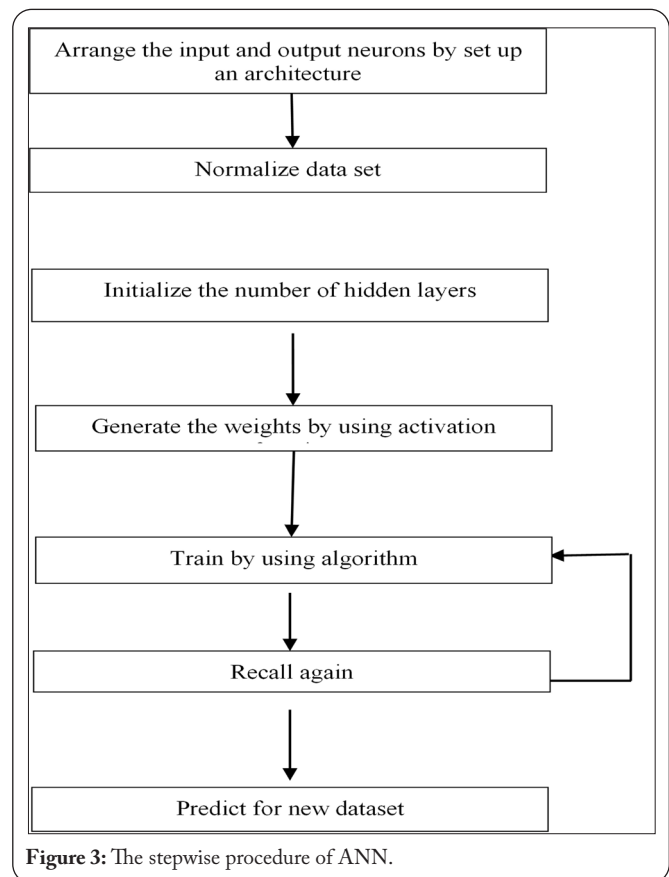 Arrange the input and output neurons by set up
an architecture
Normalize data set
Initialize the number of hidden layers
Generate the weights by using activation
Train by using algorithm
Recall again
Predict for new dataset
Figure 3: The stepwise procedure of ANN.